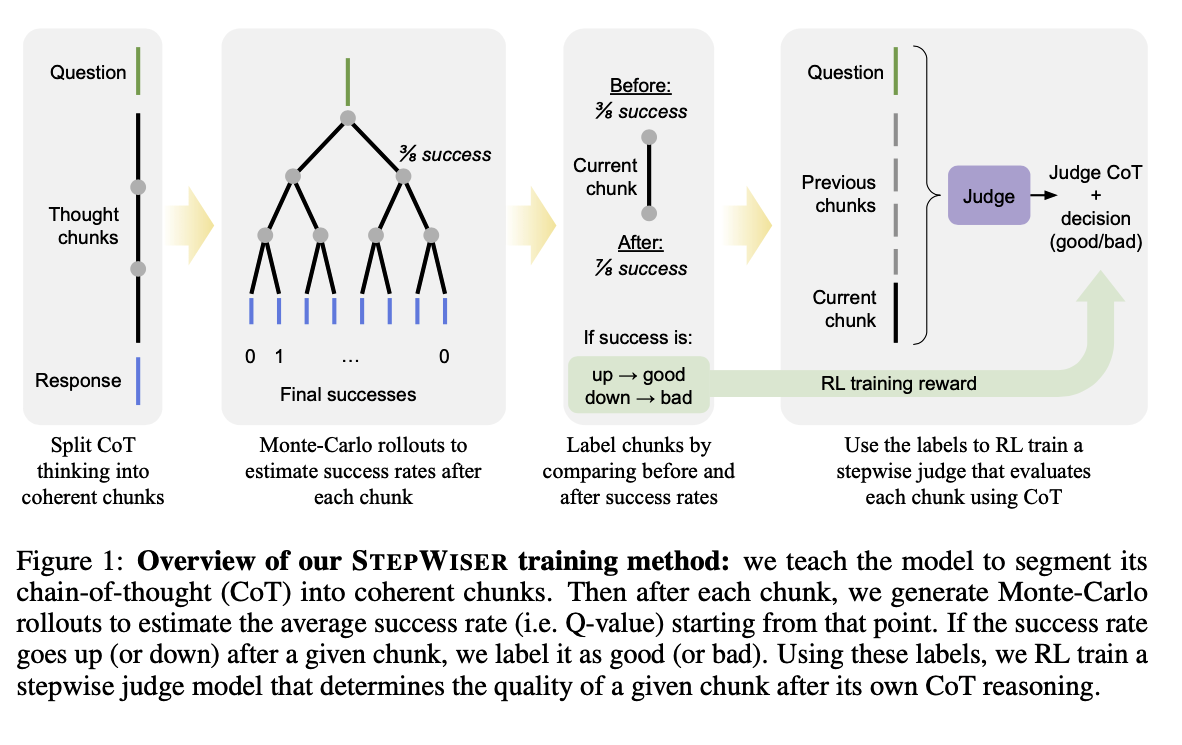 Question
Thought
chunks
Response
Split CoT
thinking into
coherent chunks
⅜ success
0 1 ... 0
Final successes
Monte-Carlo rollouts to
estimate success rates after
each chunk
Before:
⅜ success
Current
chunk
After:
⅞ success
If success is:
up → good
down → bad
Label chunks by
comparing before and
after success rates
Question
Previous
chunks
Current
chunk
Judge
Judge CoT
+
decision
(good/bad)
RL training reward
Use the labels to RL train a
stepwise judge that evaluates
each chunk using CoT
Figure 1: Overview of our STEPWISER training method: we teach the model to segment its
chain-of-thought (CoT) into coherent chunks. Then after each chunk, we generate Monte-Carlo
rollouts to estimate the average success rate (i.e. Q-value) starting from that point. If the success rate
goes up (or down) after a given chunk, we label it as good (or bad). Using these labels, we RL train a
stepwise judge model that determines the quality of a given chunk after its own CoT reasoning.